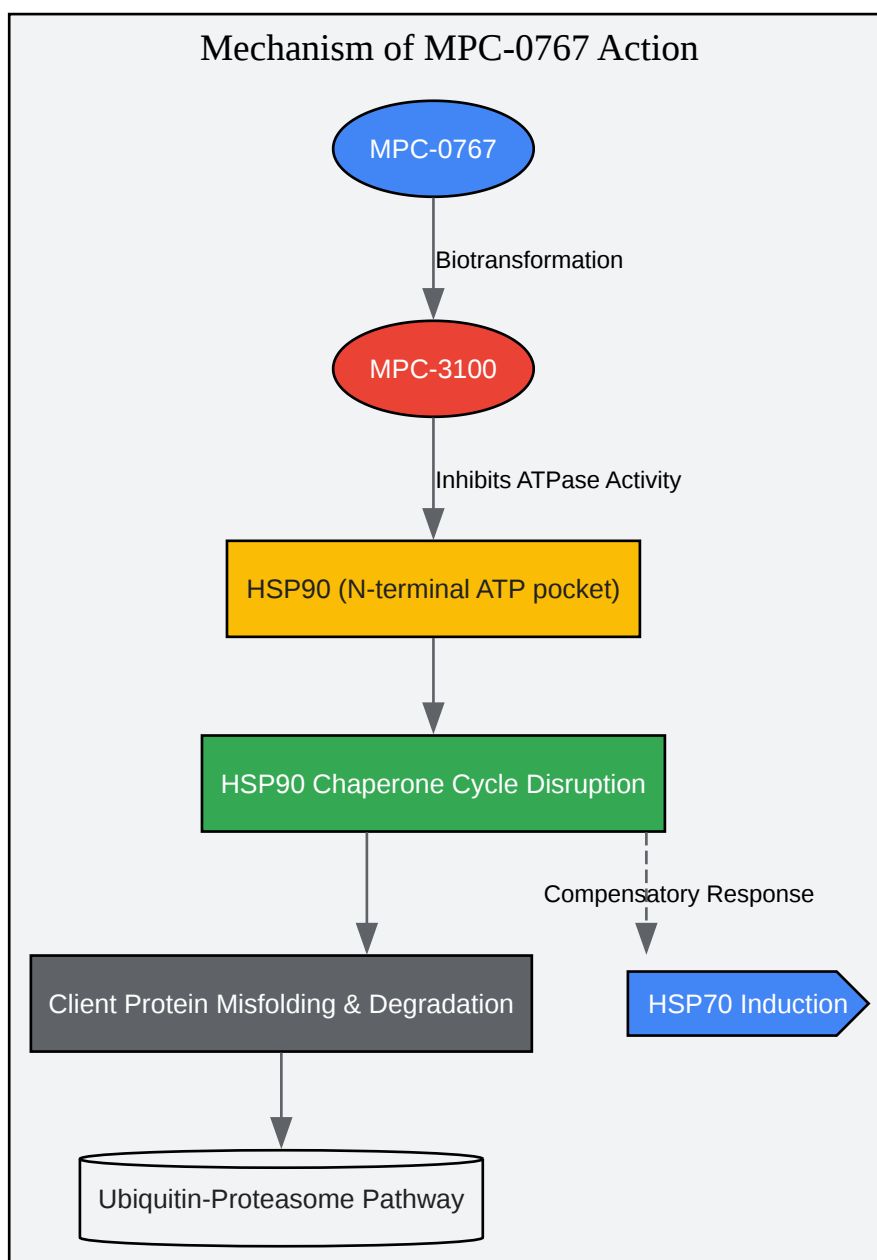 Mechanism of MPC-0767 Action
MPC-0767
Biotransformation
MPC-3100
Inhibits ATPase Activity
HSP90 (N-terminal ATP pocket)
HSP90 Chaperone Cycle Disruption
Compensatory Response
Client Protein Misfolding & Degradation
HSP70 Induction
Ubiquitin-Proteasome Pathway